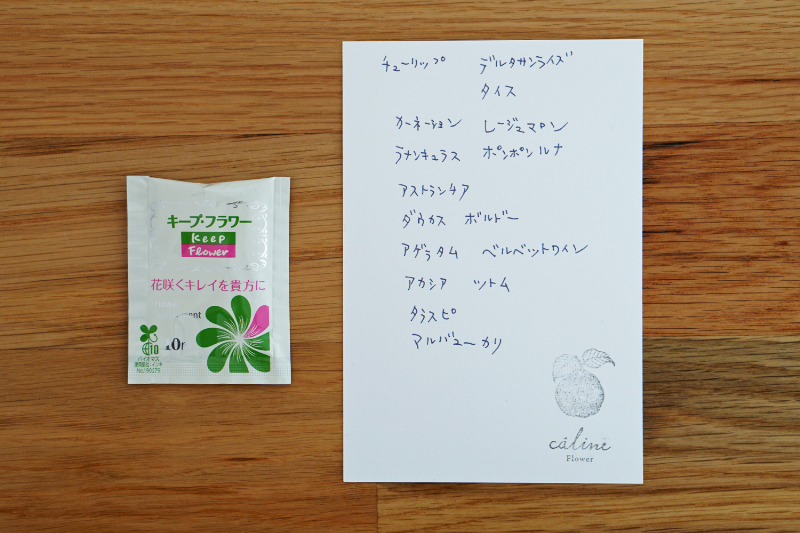 キープ・フラワー
Keep
Flower
花咲くキレイを貴方に
10
バイオマス
チューリップ デルタサンライズ
タイス
カーネーション レージュマロン
ラナンキュラス ポンポンルナ
アストランチア
ダウカス ボルドー
アゲラタム ベルベットワイン
アカシア ツトム
タラスピ
アルバユーカリ
câline
Flower